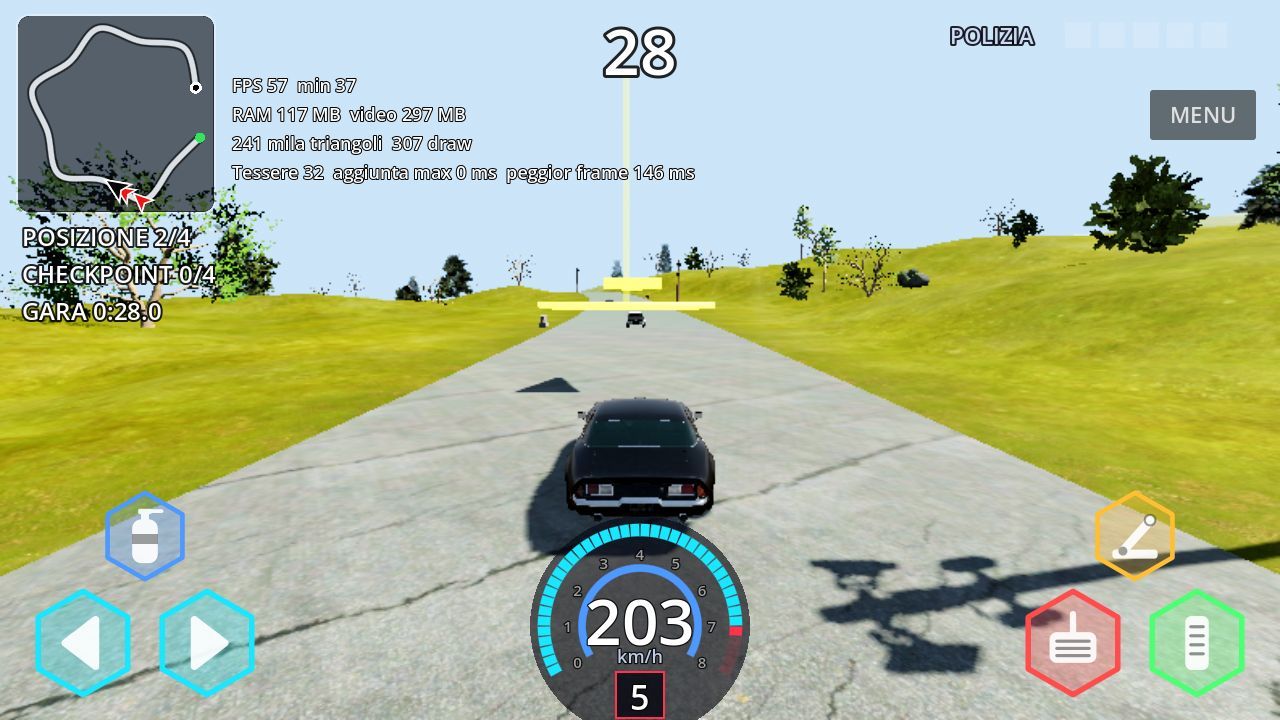 28
POLIZIA
FPS 57 min 37
RAM 117 MB video 297 MB
241 mila triangoli 307 draw
Tessere 32 aggiunta max 0 ms peggior frame 146 ms
MENU
POSIZIONE 2/4
CHECKPOINT 0/4
GARA 0:28.0
0 1 2 3 4 5 6 7 8
203
km/h
5